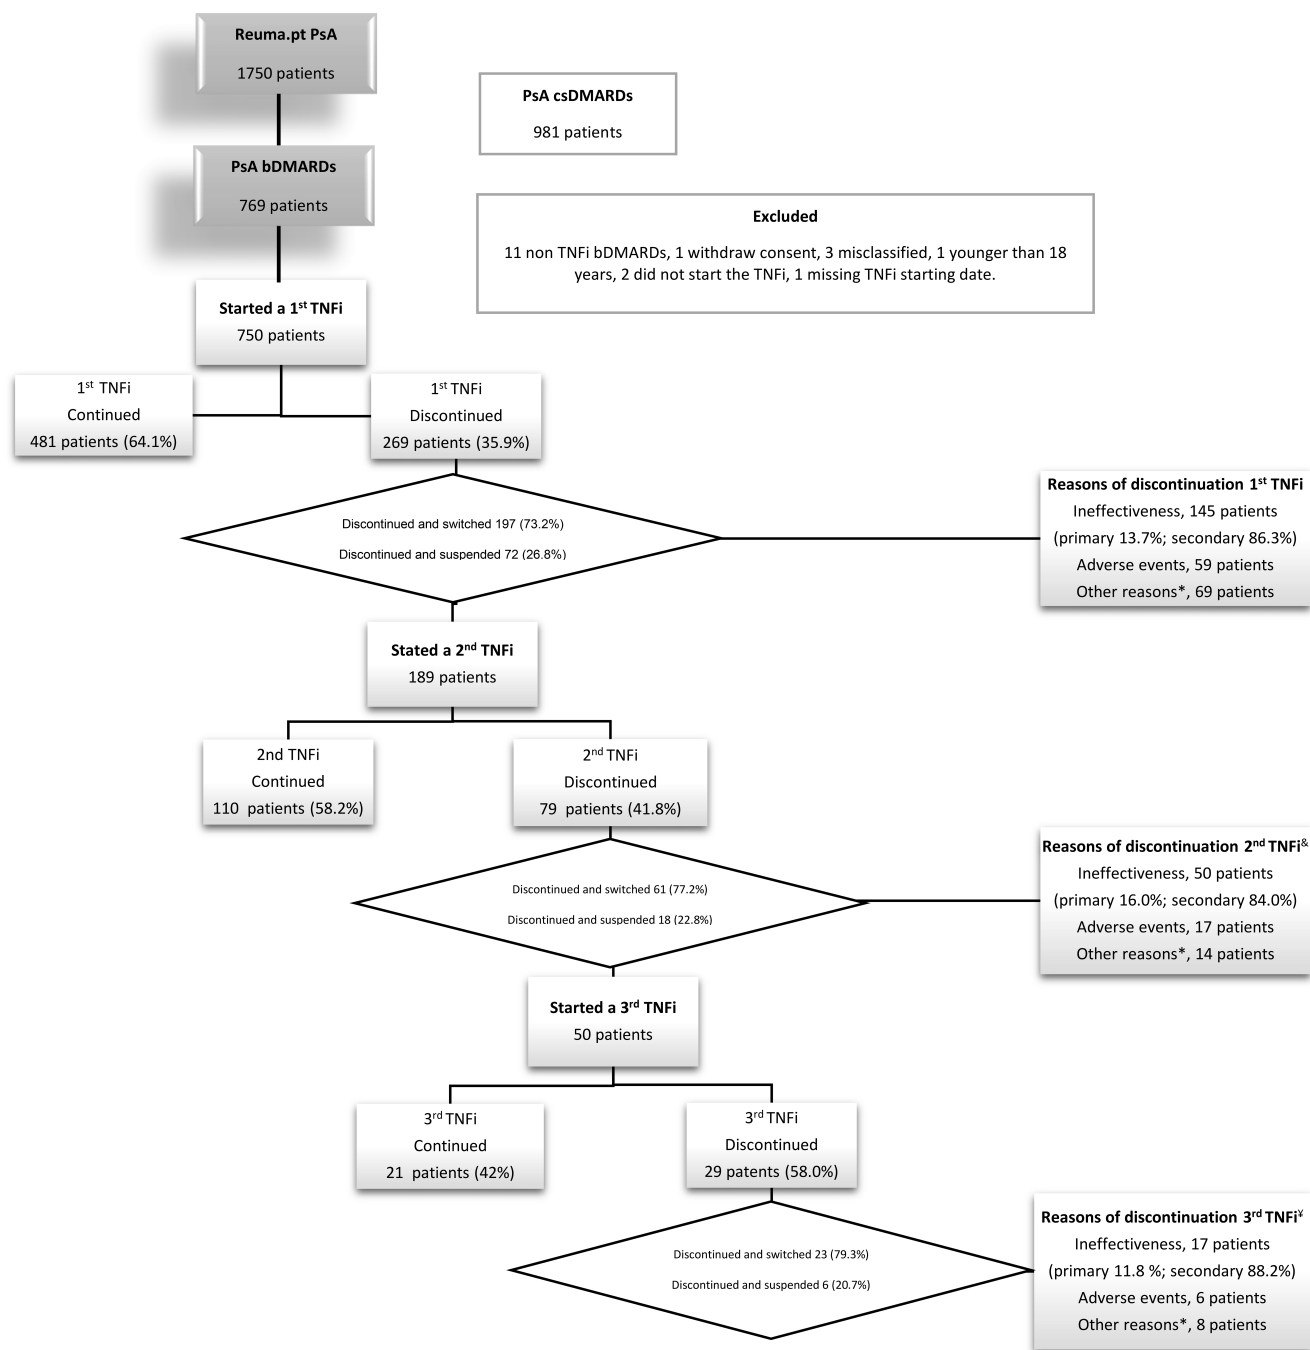 Reuma.pt PsA
1750 patients
PsA csDMARDs
981 patients
PsA bDMARDs
769 patients
Excluded
11 non TNFi bDMARDs, 1 withdraw consent, 3 misclassified, 1 younger than 18
years, 2 did not start the TNFi, 1 missing TNFi starting date.
Started a 1st TNFi
750 patients
1st TNFi
Continued
481 patients (64.1%)
1st TNFi
Discontinued
269 patients (35.9%)
Discontinued and switched 197 (73.2%)
Discontinued and suspended 72 (26.8%)
Reasons of discontinuation 1st TNFi
Ineffectiveness, 145 patients
(primary 13.7%; secondary 86.3%)
Adverse events, 59 patients
Other reasons*, 69 patients
Stated a 2nd TNFi
189 patients
2nd TNFi
Continued
110 patients (58.2%)
2nd TNFi
Discontinued
79 patients (41.8%)
Discontinued and switched 61 (77.2%)
Discontinued and suspended 18 (22.8%)
Reasons of discontinuation 2nd TNFi&
Ineffectiveness, 50 patients
(primary 16.0%; secondary 84.0%)
Adverse events, 17 patients
Other reasons*, 14 patients
Started a 3rd TNFi
50 patients
3rd TNFi
Continued
21 patients (42%)
3rd TNFi
Discontinued
29 patents (58.0%)
Discontinued and switched 23 (79.3%)
Discontinued and suspended 6 (20.7%)
Reasons of discontinuation 3rd TNFi¥
Ineffectiveness, 17 patients
(primary 11.8 %; secondary 88.2%)
Adverse events, 6 patients
Other reasons*, 8 patients